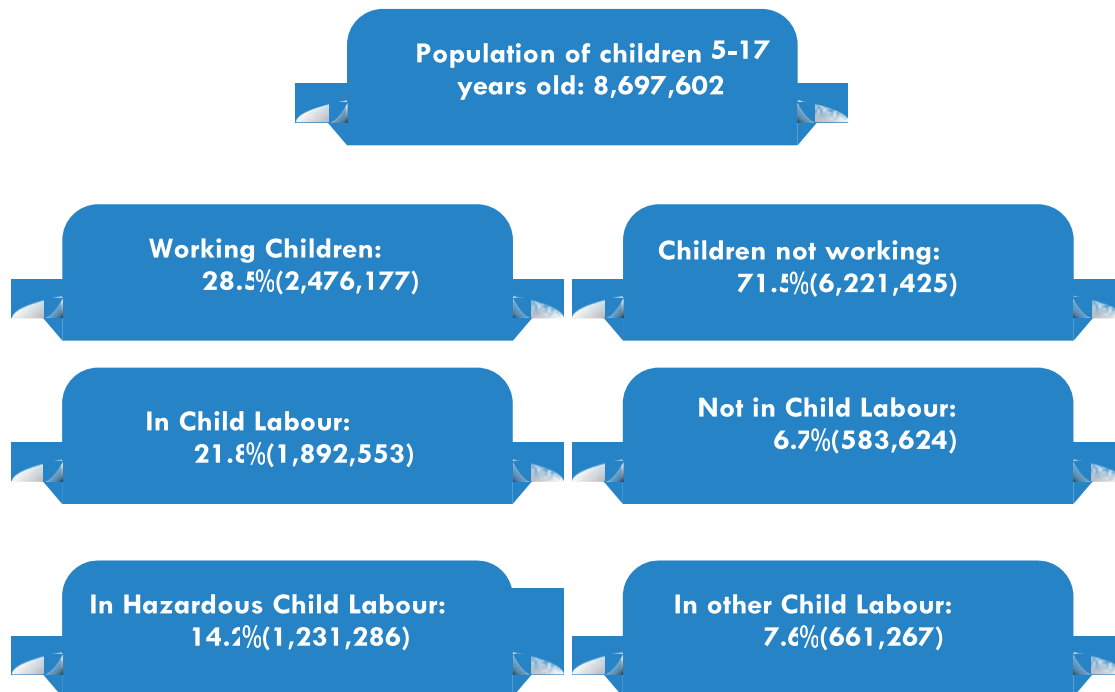 Population of children 5-17
years old: 8,697,602
Working Children:
28.5%(2,476,177)
Children not working:
71.5%(6,221,425)
In Child Labour:
21.8%(1,892,553)
Not in Child Labour:
6.7%(583,624)
In Hazardous Child Labour:
14.2%(1,231,286)
In other Child Labour:
7.6%(661,267)